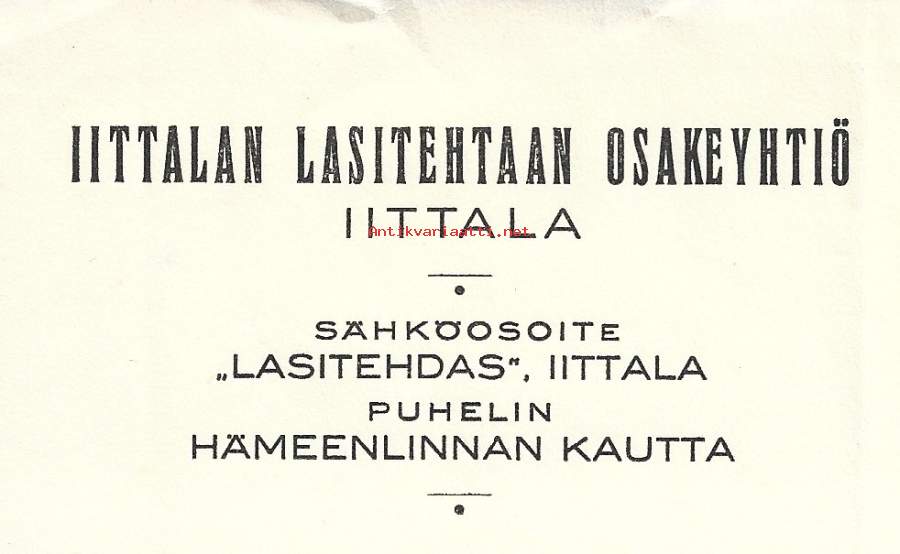 IITTALAN LASITEHTAAN OSAKEYHTIÖ
IITTALA
Antikvariaatti.net
SÄHKÖOSOITE
„LASITEHDAS", IITTALA
PUHELIN
HÄMEENLINNAN KAUTTA